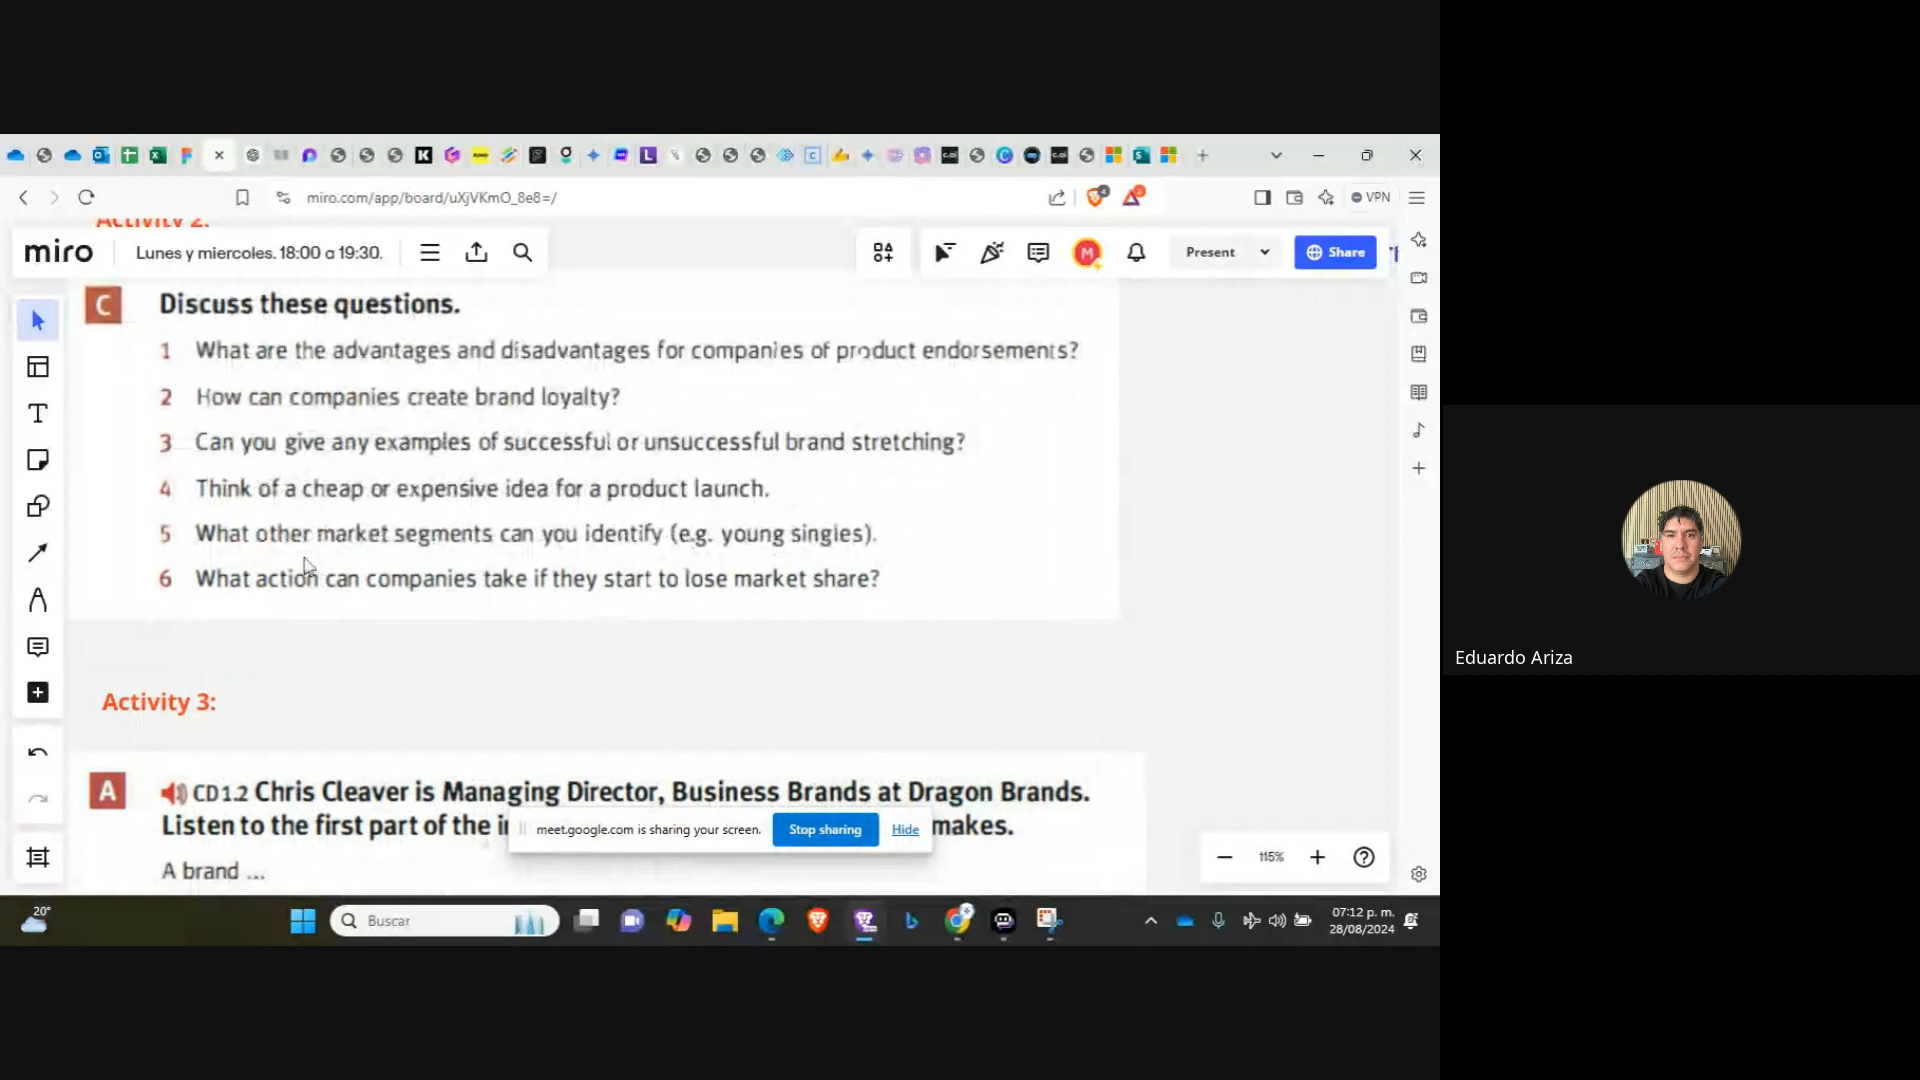 miro.com/app/board/uXjVKmO_8e8=/
VPN
Activity 2:
miro
Lunes y miercoles. 18:00 a 19:30.
M
Present
Share
C
Discuss these questions.
1 What are the advantages and disadvantages for companies of product endorsements?
2 How can companies create brand loyalty?
3 Can you give any examples of successful or unsuccessful brand stretching?
4 Think of a cheap or expensive idea for a product launch.
5 What other market segments can you identify (e.g. young singles).
6 What action can companies take if they start to lose market share?
Activity 3:
A
CD1.2 Chris Cleaver is Managing Director, Business Brands at Dragon Brands.
Listen to the first part of the makes.
meet.google.com is sharing your screen.
Stop sharing
Hide
A brand ...
115%
20°
Buscar
07:12 p. m.
28/08/2024
Eduardo Ariza